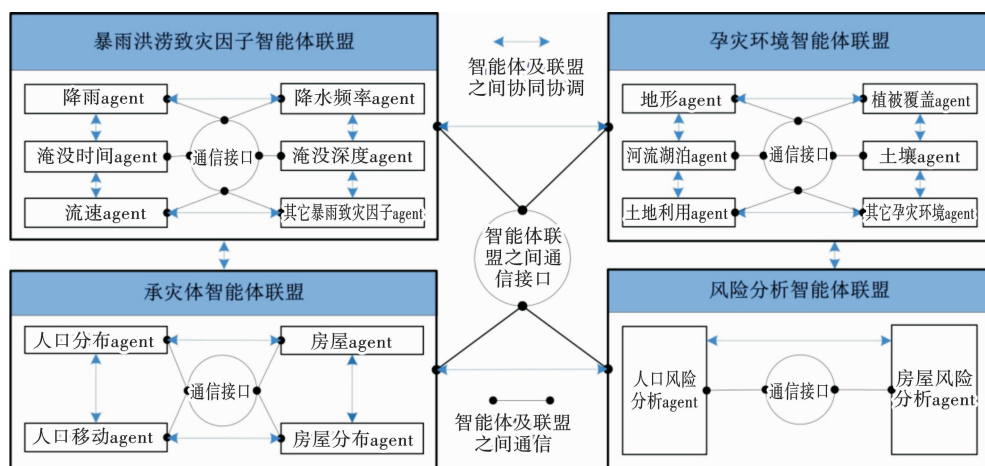 暴雨洪涝致灾因子智能体联盟
降雨agent
降水频率agent
淹没时间agent
通信接口
淹没深度agent
流速agent
其它暴雨致灾因子agent
智能体及联盟
之间协同协调
孕灾环境智能体联盟
地形agent
植被覆盖agent
河流湖泊agent
通信接口
土壤agent
土地利用agent
其它孕灾环境agent
智能体联
盟之间通
信接口
承灾体智能体联盟
人口分布agent
房屋agent
通信接口
人口移动agent
房屋分布agent
智能体及联盟
之间通信
风险分析智能体联盟
人口风险
分析agent
通信接口
房屋风险
分析agent